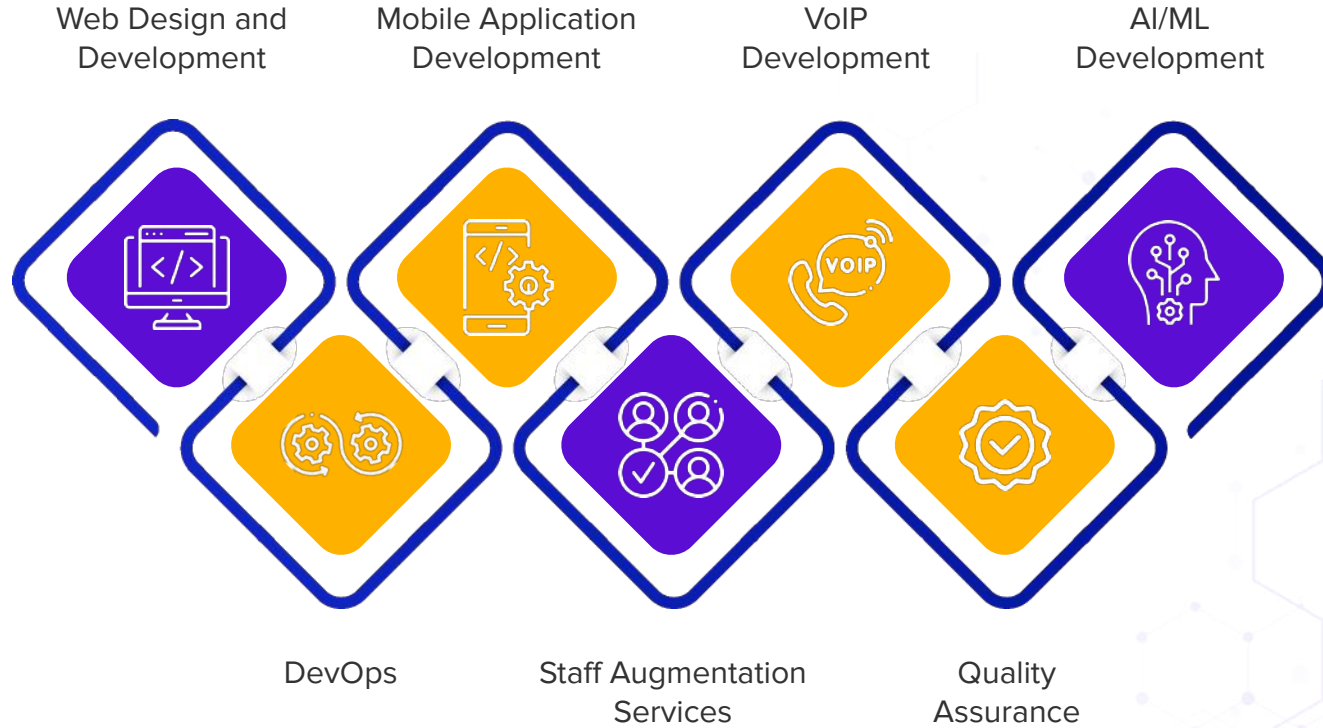 Web Design and
Development
Mobile Application
Development
VoIP
Development
AI/ML
Development
</>
</>
VOIP
DevOps
Staff Augmentation
Services
Quality
Assurance